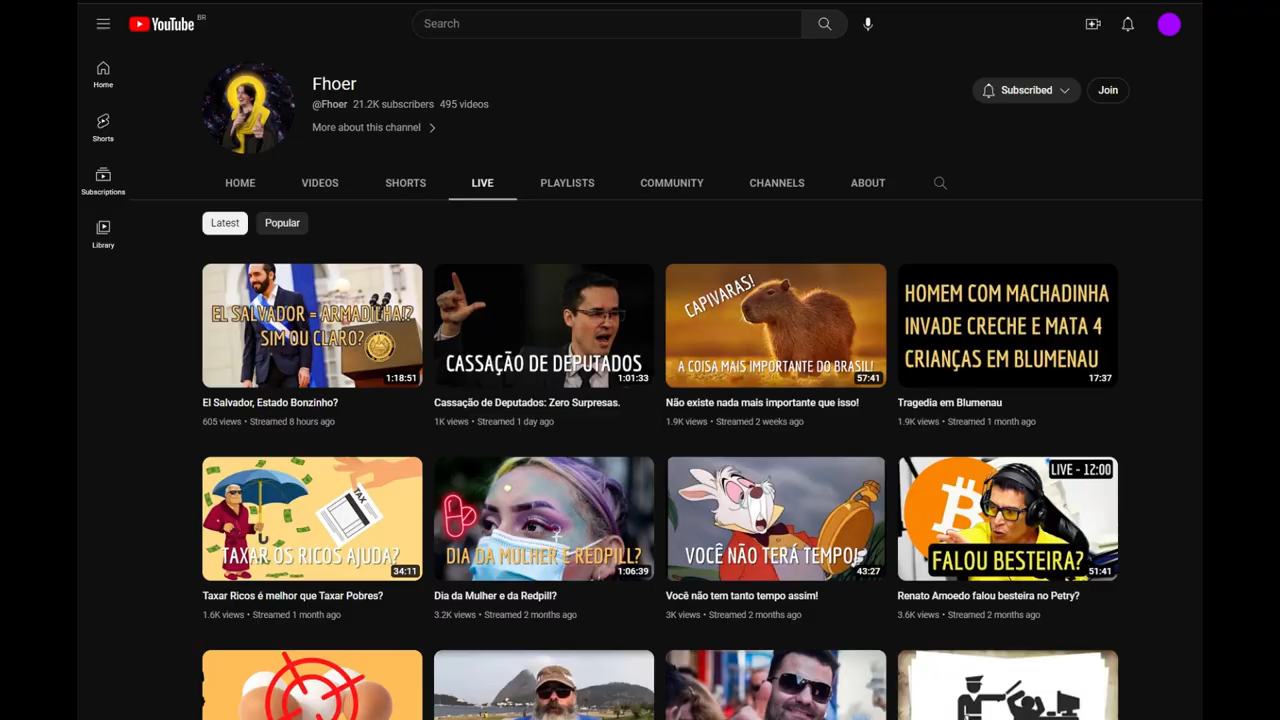 YouTube BR
Search
Home
Shorts
Subscriptions
Library
Fhoer
@Fhoer 21.2K subscribers 495 videos
More about this channel
Subscribed
Join
HOME VIDEOS SHORTS LIVE PLAYLISTS COMMUNITY CHANNELS ABOUT
Latest Popular
EL SALVADOR = ARMADILHA!?
SIM OU CLARO?
1:18:51
El Salvador, Estado Bonzinho?
605 views • Streamed 8 hours ago
CASSAÇÃO DE DEPUTADOS
1:01:33
Cassação de Deputados: Zero Surpresas.
1K views • Streamed 1 day ago
CAPIVARAS!
A COISA MAIS IMPORTANTE DO BRASIL!
57:41
Não existe nada mais importante que isso!
1.9K views • Streamed 2 weeks ago
HOMEM COM MACHADINHA
INVADE CRECHE E MATA 4
CRIANÇAS EM BLUMENAU
17:37
Tragedia em Blumenau
1.9K views • Streamed 1 month ago
TAX
TAXAR OS RICOS AJUDA?
34:11
Taxar Ricos é melhor que Taxar Pobres?
1.6K views • Streamed 1 month ago
DIA DA MULHER E REDPILL?
1:06:39
Dia da Mulher e da Redpill?
3.2K views • Streamed 2 months ago
VOCÊ NÃO TERÁ TEMPO!
43:27
Você não tem tanto tempo assim!
3K views • Streamed 2 months ago
LIVE - 12:00
FALOU BESTEIRA?
51:41
Renato Amoedo falou besteira no Petry?
3.6K views • Streamed 2 months ago